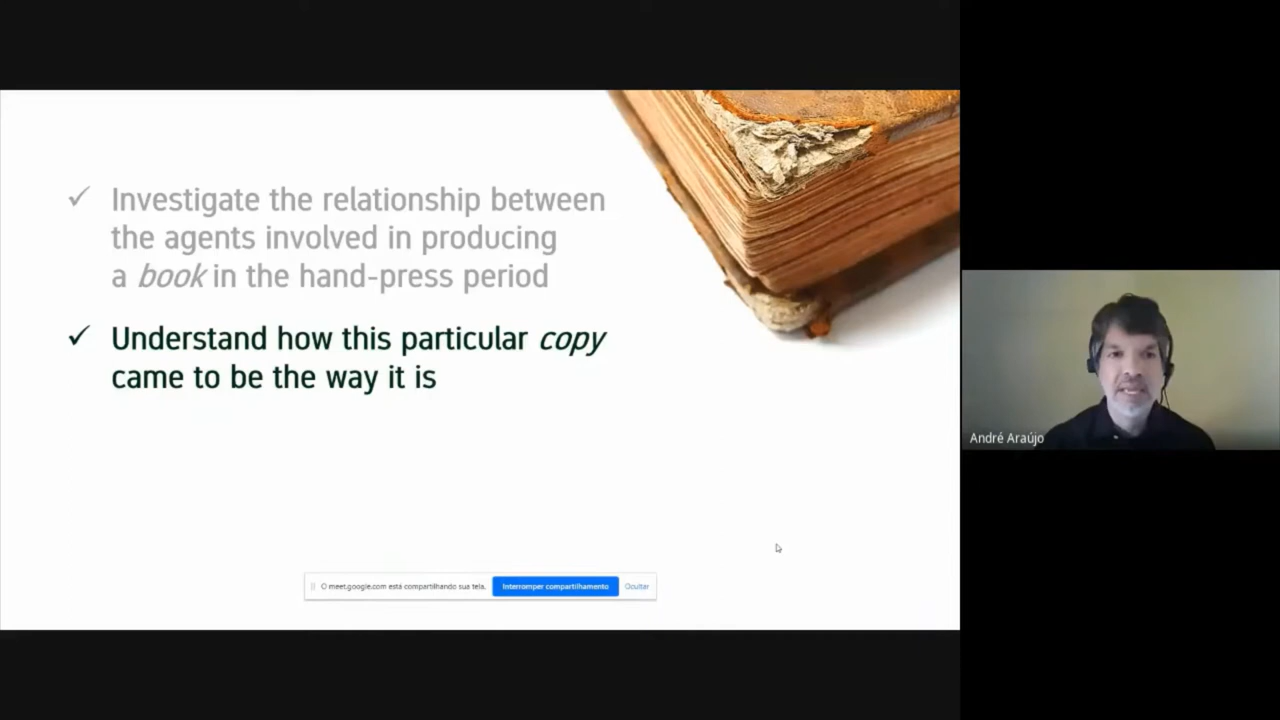 ✓ Investigate the relationship between
the agents involved in producing
a book in the hand-press period
✓ Understand how this particular copy
came to be the way it is
André Araújo
O meet.google.com está compartilhando sua tela. Interromper compartilhamento Ocultar